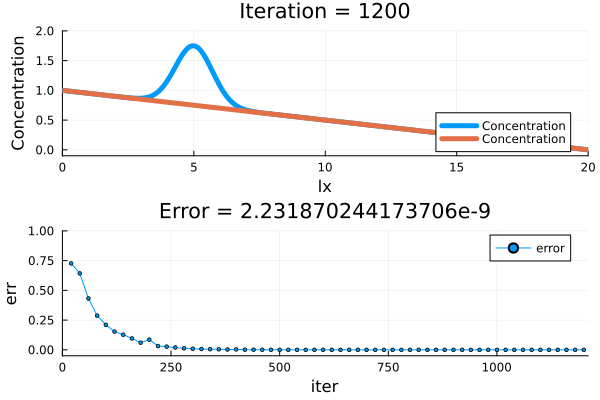 Iteration = 1200
Concentration
2.0
1.5
1.0
0.5
0.0
Concentration
Concentration
0 5 10 15 20
lx
Error = 2.231870244173706e-9
err
1.00
0.75
0.50
0.25
0.00
error
0 250 500 750 1000
iter